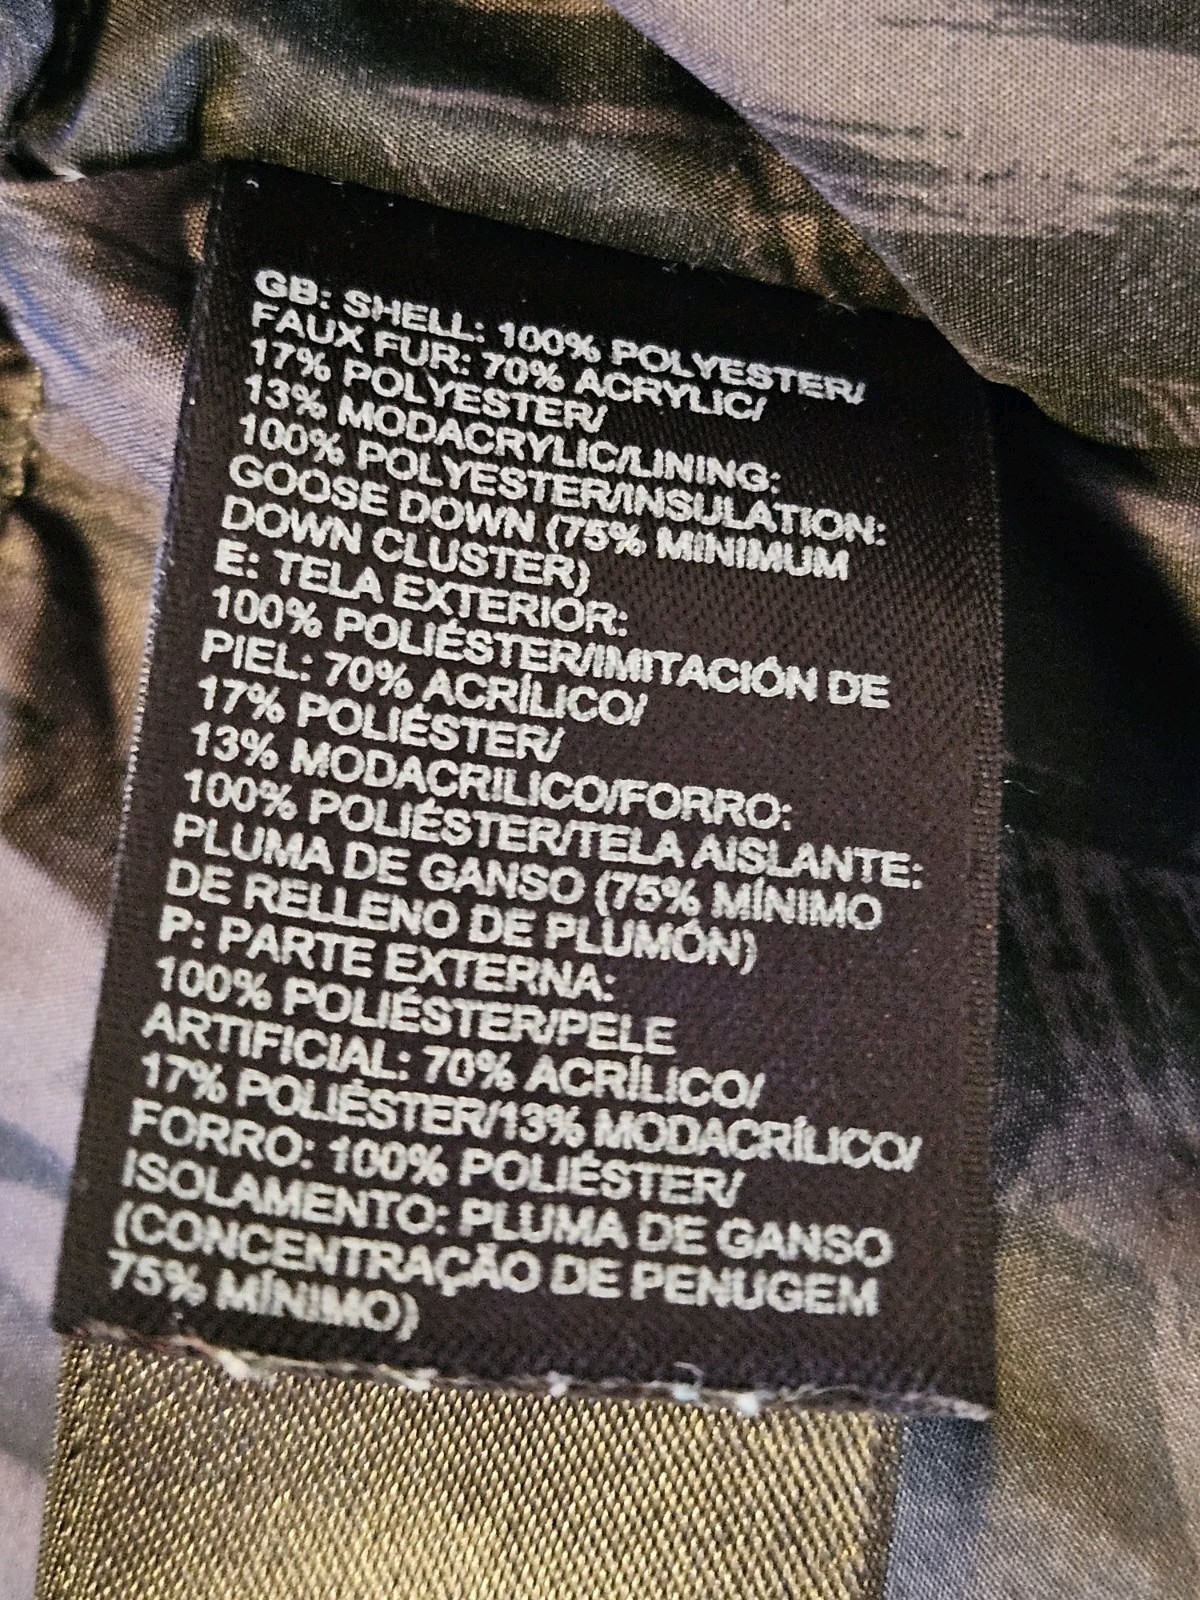 GB: SHELL: 100% POLYESTER/
FAUX FUR: 70% ACRYLIC/
17% POLYESTER/
13% MODACRYLIC/LINING:
100% POLYESTER/INSULATION:
GOOSE DOWN (75% MINIMUM
DOWN CLUSTER)
E: TELA EXTERIOR:
100% POLIÉSTER/IMITACIÓN DE
PIEL: 70% ACRÍLICO/
17% POLIÉSTER/
13% MODACRILICO/FORRO:
100% POLIÉSTER/TELA AISLANTE:
PLUMA DE GANSO (75% MÍNIMO
DE RELLENO DE PLUMÓN)
P: PARTE EXTERNA:
100% POLIÉSTER/PELE
ARTIFICIAL: 70% ACRÍLICO/
17% POLIÉSTER/13% MODACRÍLICO/
FORRO: 100% POLIÉSTER/
ISOLAMENTO: PLUMA DE GANSO
(CONCENTRAÇÃO DE PENUGEM
75% MÍNIMO)